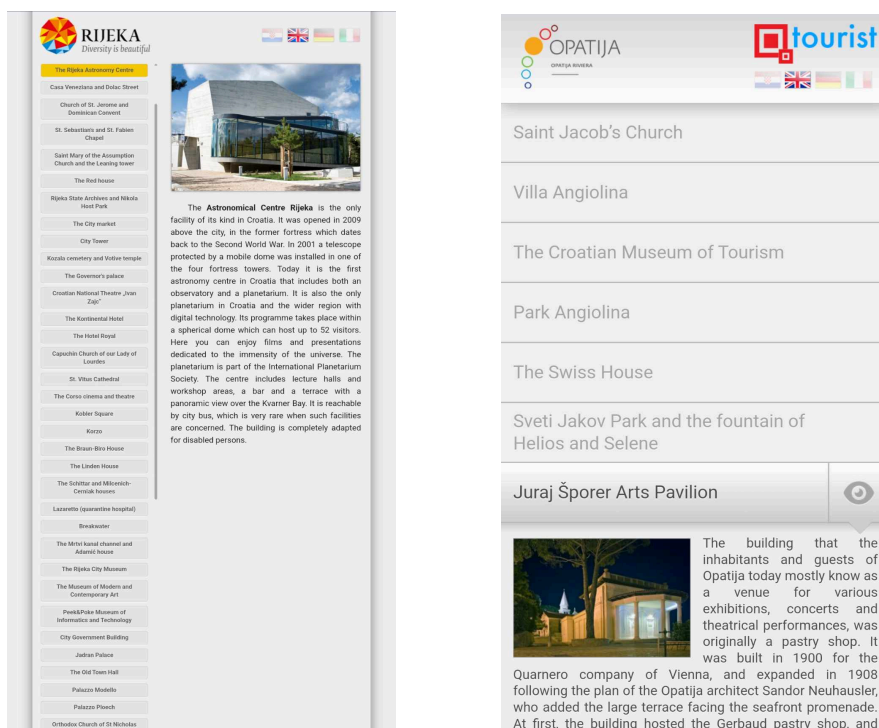 RIJEKA
Diversity is beautiful
The Rijeka Astronomy Centre
Casa Veneziana and Dolac Street
Church of St. Jerome and
Dominican Convent
St. Sebastian's and St. Fabien
Chapel
Saint Mary of the Assumption
Church and the Leaning tower
The Red house
Rijeka State Archives and Nikola
Host Park
The City market
City Tower
Kozala cemetery and Votive temple
The Governor's palace
Croatian National Theatre „Ivan
Zajc"
The Kontinental Hotel
The Hotel Royal
Capuchin Church of our Lady of
Lourdes
St. Vitus Cathedral
The Corso cinema and theatre
Kobler Square
Korzo
The Braun-Biro House
The Linden House
The Schittar and Milcenich-
Cerniak houses
Lazaretto (quarantine hospital)
Breakwater
The Mrtvi kanal channel and
Adamić house
The Rijeka City Museum
The Museum of Modern and
Contemporary Art
Peek&Poke Museum of
Informatics and Technology
City Government Building
Jadran Palace
The Old Town Hall
Palazzo Modello
Palazzo Ploech
Orthodox Church of St Nicholas
The Astronomical Centre Rijeka is the only
facility of its kind in Croatia. It was opened in 2009
above the city, in the former fortress which dates
back to the Second World War. In 2001 a telescope
protected by a mobile dome was installed in one of
the four fortress towers. Today it is the first
astronomy centre in Croatia that includes both an
observatory and a planetarium. It is also the only
planetarium in Croatia and the wider region with
digital technology. Its programme takes place within
a spherical dome which can host up to 52 visitors.
Here you can enjoy films and presentations
dedicated to the immensity of the universe. The
planetarium is part of the International Planetarium
Society. The centre includes lecture halls and
workshop areas, a bar and a terrace with a
panoramic view over the Kvarner Bay. It is reachable
by city bus, which is very rare when such facilities
are concerned. The building is completely adapted
for disabled persons.
OPATIJA
OPATIJA RIVIERA
tourist
Saint Jacob's Church
Villa Angiolina
The Croatian Museum of Tourism
Park Angiolina
The Swiss House
Sveti Jakov Park and the fountain of
Helios and Selene
Juraj Šporer Arts Pavilion
The building that the
inhabitants and guests of
Opatija today mostly know as
a venue for various
exhibitions, concerts and
theatrical performances, was
originally a pastry shop. It
was built in 1900 for the
Quarnero company of Vienna, and expanded in 1908
following the plan of the Opatija architect Sandor Neuhausler,
who added the large terrace facing the seafront promenade.
At first, the building hosted the Gerbaud pastry shop, and